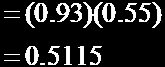 = (0.93)(0.55)
= 0.5115